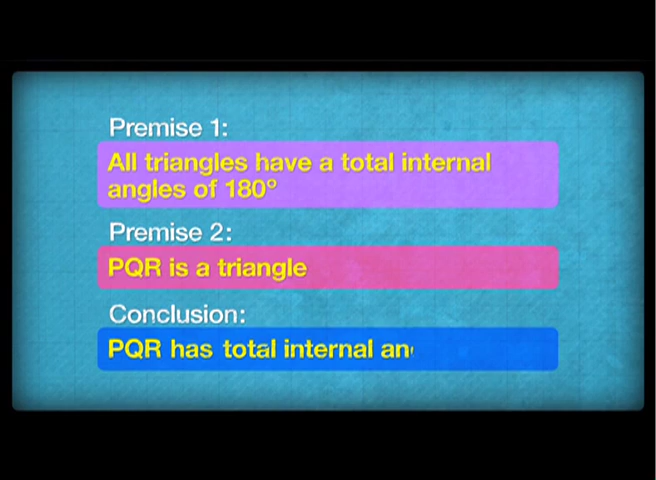 Premise 1:
All triangles have a total internal
angles of 180°
Premise 2:
PQR is a triangle
Conclusion:
PQR has total internal an